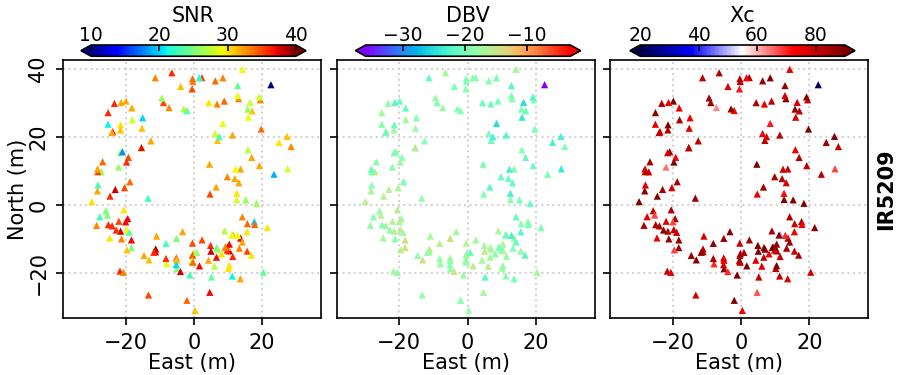 SNR DBV Xc
10 20 30 40 −30 −20 −10 20 40 60 80
40
20
0
−20
North (m)
IR5209
−20 0 20 −20 0 20 −20 0 20
East (m) East (m) East (m)